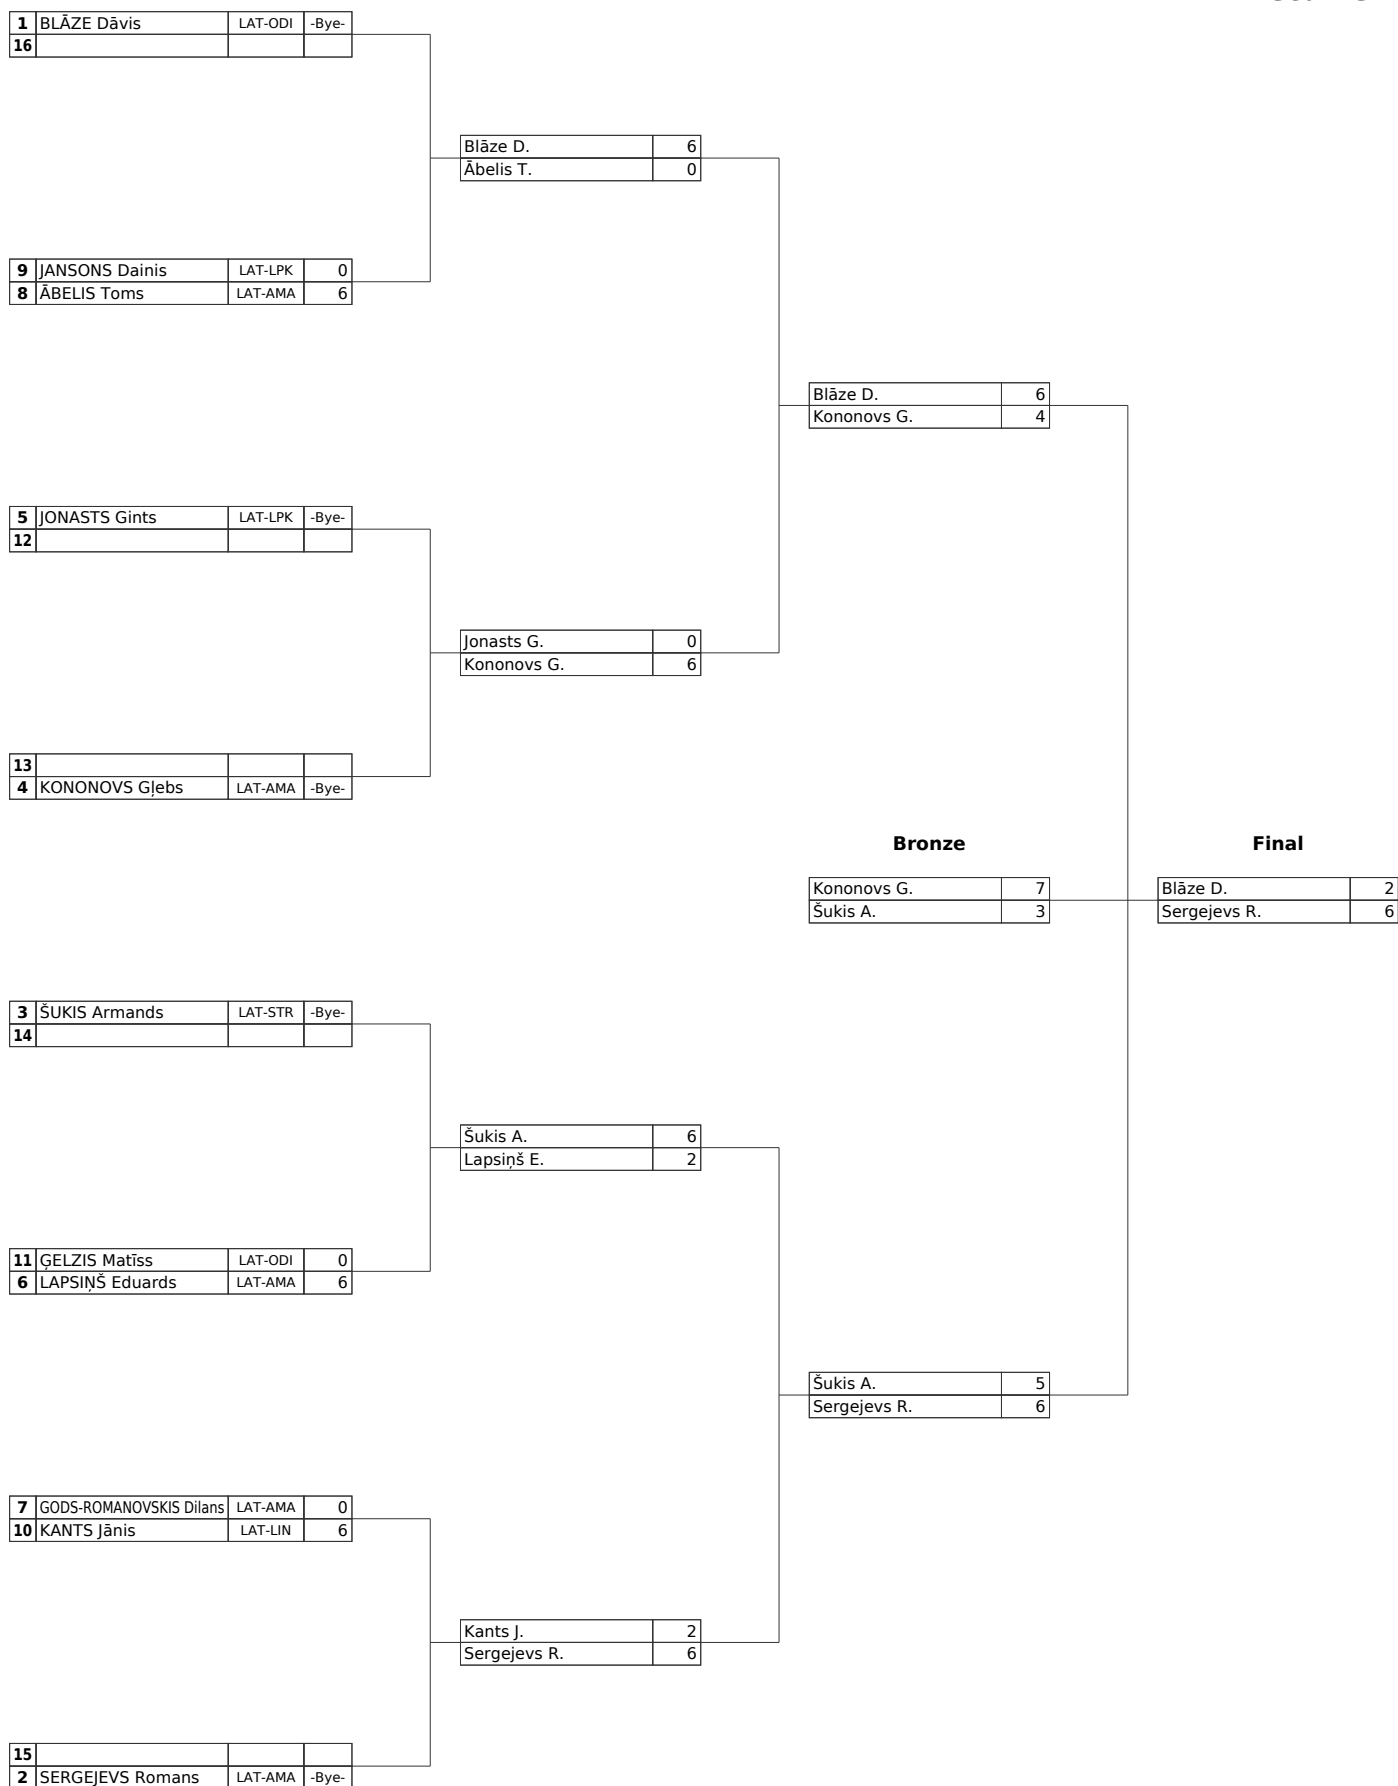 1 BLĀZE Dāvis LAT-ODI -Bye-
16
Blāze D. 6
Ābelis T. 0
9 JANSONS Dainis LAT-LPK 0
8 ĀBELIS Toms LAT-AMA 6
Blāze D. 6
Kononovs G. 4
5 JONASTS Gints LAT-LPK -Bye-
12
Jonasts G. 0
Kononovs G. 6
13
4 KONONOVS Gļebs LAT-AMA -Bye-
Bronze Final
Kononovs G. 7 Blāze D. 2
Šukis A. 3 Sergejevs R. 6
3 ŠUKIS Armands LAT-STR -Bye-
14
Šukis A. 6
Lapsiņš E. 2
11 ĢELZIS Matīss LAT-ODI 0
6 LAPSIŅŠ Eduards LAT-AMA 6
Šukis A. 5
Sergejevs R. 6
7 GODS-ROMANOVSKIS Dilans LAT-AMA 0
10 KANTS Jānis LAT-LIN 6
Kants J. 2
Sergejevs R. 6
15
2 SERGEJEVS Romans LAT-AMA -Bye-